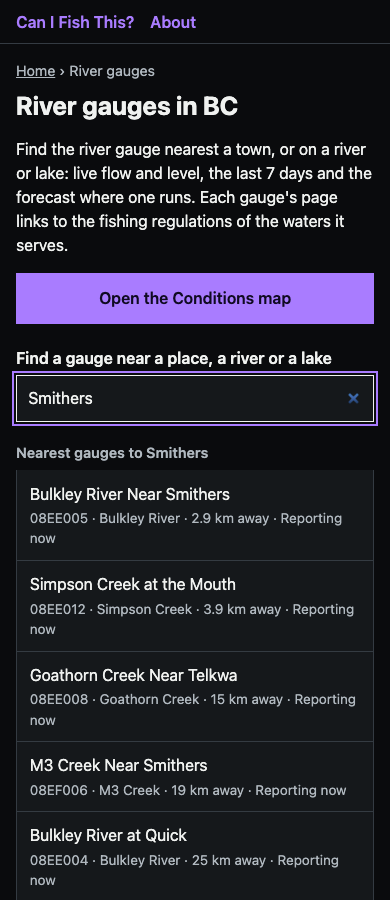 Can I Fish This? About
Home › River gauges
River gauges in BC
Find the river gauge nearest a town, or on a river
or lake: live flow and level, the last 7 days and the
forecast where one runs. Each gauge's page
links to the fishing regulations of the waters it
serves.
Open the Conditions map
Find a gauge near a place, a river or a lake
Smithers
Nearest gauges to Smithers
Bulkley River Near Smithers
08EE005 · Bulkley River · 2.9 km away · Reporting
now
Simpson Creek at the Mouth
08EE012 · Simpson Creek · 3.9 km away · Reporting
now
Goathorn Creek Near Telkwa
08EE008 · Goathorn Creek · 15 km away · Reporting
now
M3 Creek Near Smithers
08EF006 · M3 Creek · 19 km away · Reporting now
Bulkley River at Quick
08EE004 · Bulkley River · 25 km away · Reporting
now